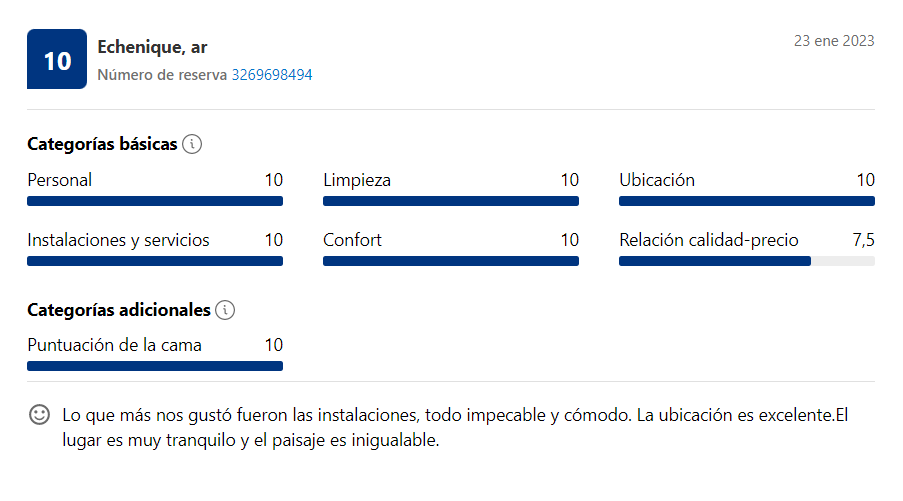 10
Echenique, ar
23 ene 2023
Número de reserva 3269698494
Categorías básicas
Personal 10
Limpieza 10
Ubicación 10
Instalaciones y servicios 10
Confort 10
Relación calidad-precio 7,5
Categorías adicionales
Puntuación de la cama 10
Lo que más nos gustó fueron las instalaciones, todo impecable y cómodo. La ubicación es excelente.El
lugar es muy tranquilo y el paisaje es inigualable.